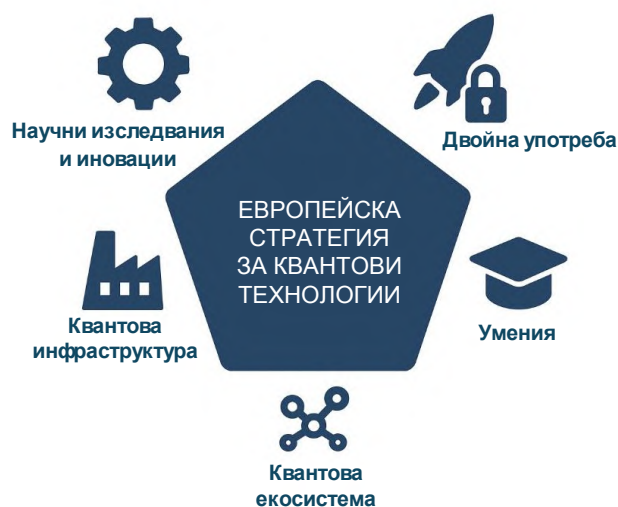 Научни изследвания
и иновации
Двойна употреба
ЕВРОПЕЙСКА
СТРАТЕГИЯ
ЗА КВАНТОВИ
ТЕХНОЛОГИИ
Квантова
инфраструктура
Умения
Квантова
екосистема